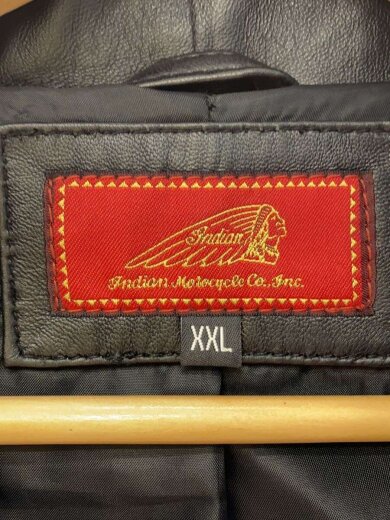 Indian
Indian Motocycle Co., Inc.
XXL